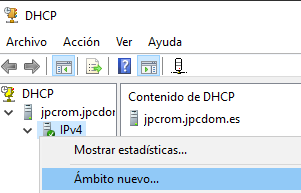 DHCP
Archivo Acción Ver Ayuda
DHCP
jpcrom.jpcdom
IPv4
Contenido de DHCP
jpcrom.jpcdom.es
Mostrar estadísticas...
Ámbito nuevo...